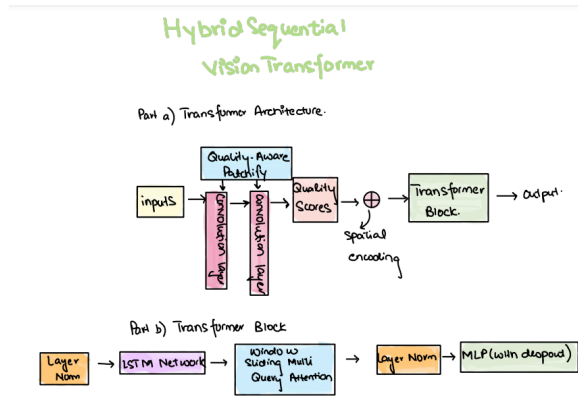 Hybrid Sequential
Vision Transformer
Part a) Transformer Architecture.
Quality-Aware
Patchify
inputs
Convolution layer
Convolution layer
Quality
Scores
spatial
encoding
Transformer
Block.
output.
Part b) Transformer Block
Layer
Norm
LSTM Network
Window
Sliding Multi
Query Attention
Layer Norm
MLP (with dropout)